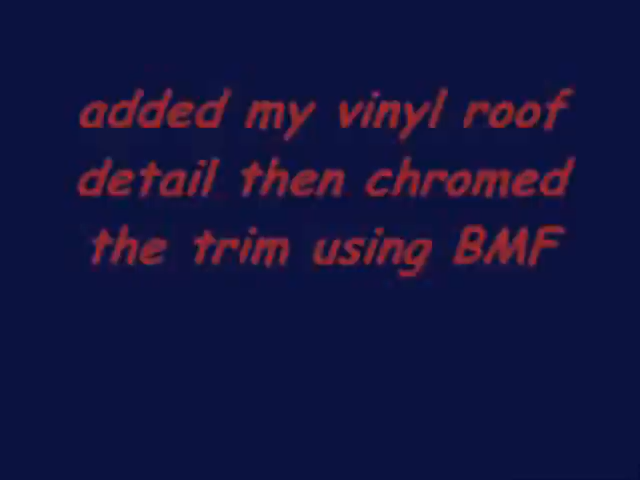 added my vinyl roof
detail then chromed
the trim using BMF